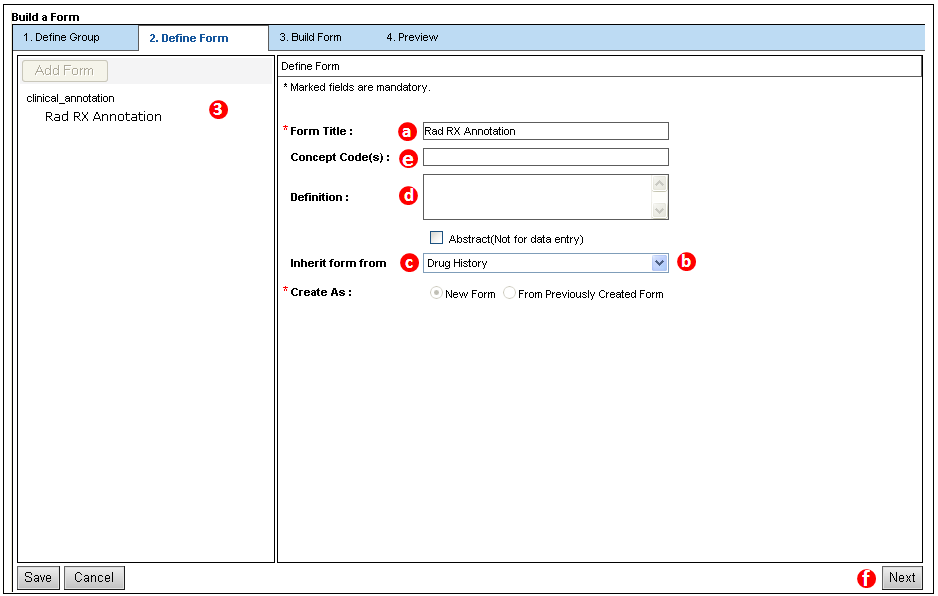 Build a Form
1. Define Group 2. Define Form 3. Build Form 4. Preview
Add Form
clinical_annotation
Rad RX Annotation
3
Define Form
* Marked fields are mandatory.
* Form Title : a Rad RX Annotation
Concept Code(s) : e
Definition : d
Abstract(Not for data entry)
Inherit form from c Drug History b
* Create As : New Form From Previously Created Form
Save Cancel f Next